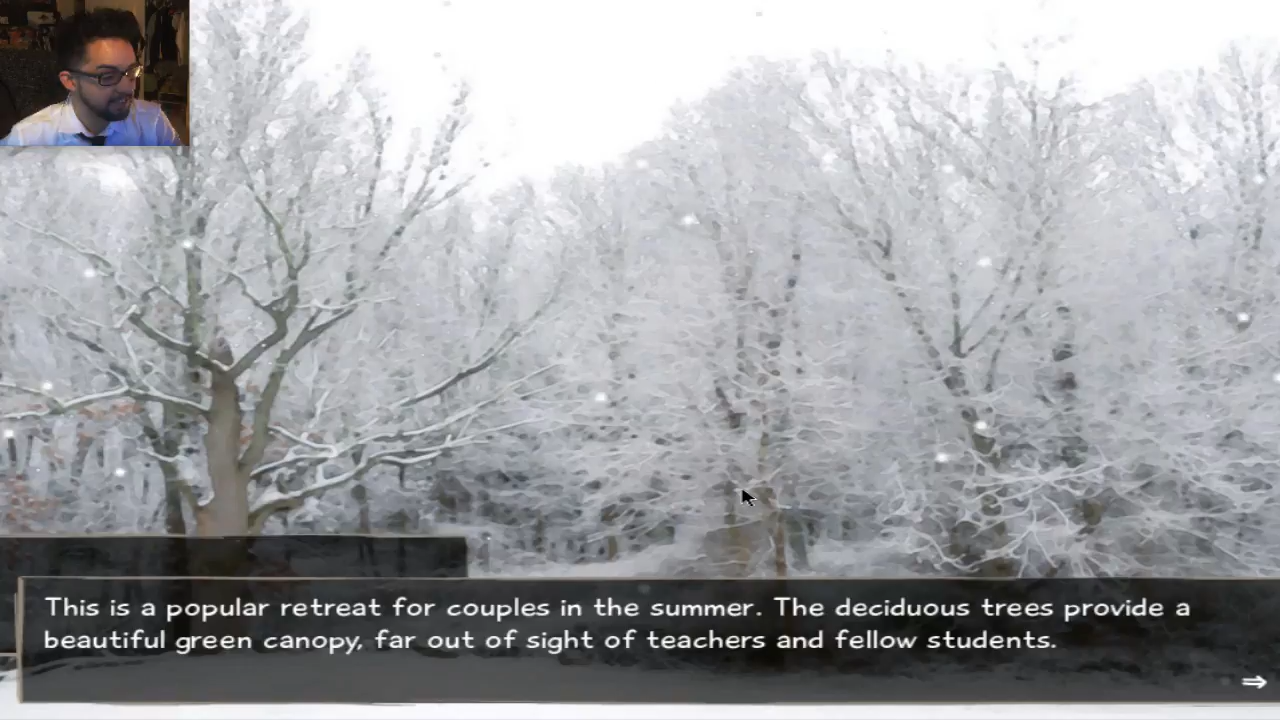 This is a popular retreat for couples in the summer. The deciduous trees provide a
beautiful green canopy, far out of sight of teachers and fellow students.